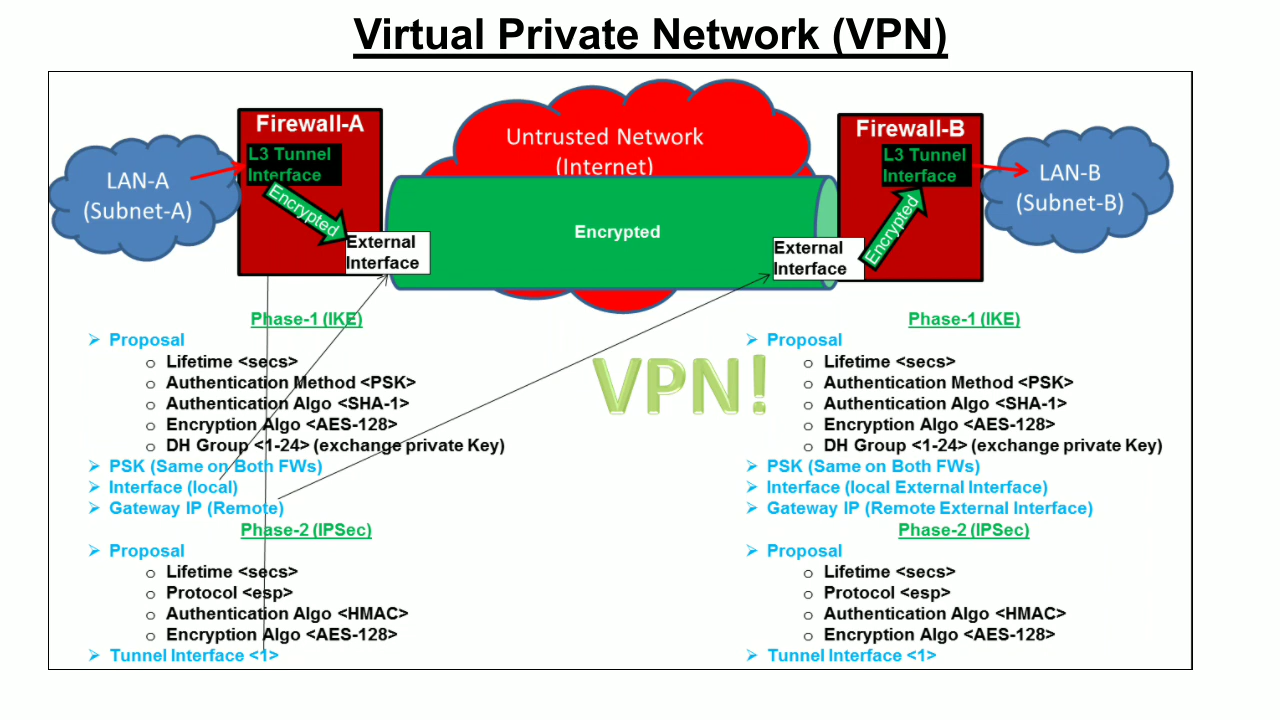 Virtual Private Network (VPN)
Firewall-A
L3 Tunnel
Interface
LAN-A
(Subnet-A)
Encrypted
External
Interface
Untrusted Network
(Internet)
Encrypted
Firewall-B
L3 Tunnel
Interface
LAN-B
(Subnet-B)
Encrypted
External
Interface
VPN!
Phase-1 (IKE)
➢ Proposal
o Lifetime <secs>
o Authentication Method <PSK>
o Authentication Algo <SHA-1>
o Encryption Algo <AES-128>
o DH Group <1-24> (exchange private Key)
➢ PSK (Same on Both FWs)
➢ Interface (local)
➢ Gateway IP (Remote)
Phase-2 (IPSec)
➢ Proposal
o Lifetime <secs>
o Protocol <esp>
o Authentication Algo <HMAC>
o Encryption Algo <AES-128>
➢ Tunnel Interface <1>
Phase-1 (IKE)
➢ Proposal
o Lifetime <secs>
o Authentication Method <PSK>
o Authentication Algo <SHA-1>
o Encryption Algo <AES-128>
o DH Group <1-24> (exchange private Key)
➢ PSK (Same on Both FWs)
➢ Interface (local External Interface)
➢ Gateway IP (Remote External Interface)
Phase-2 (IPSec)
➢ Proposal
o Lifetime <secs>
o Protocol <esp>
o Authentication Algo <HMAC>
o Encryption Algo <AES-128>
➢ Tunnel Interface <1>